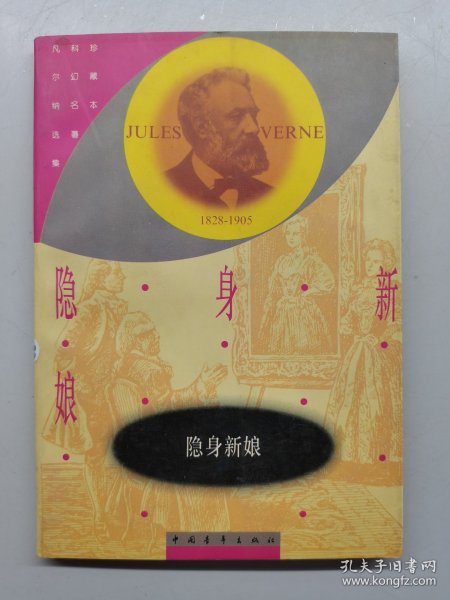 珍藏本
科幻名著
凡尔纳选集
JULES VERNE
1828-1905
隐身新娘
隐身新娘
中国青年出版社
孔夫子旧书网
www.kongfz.com